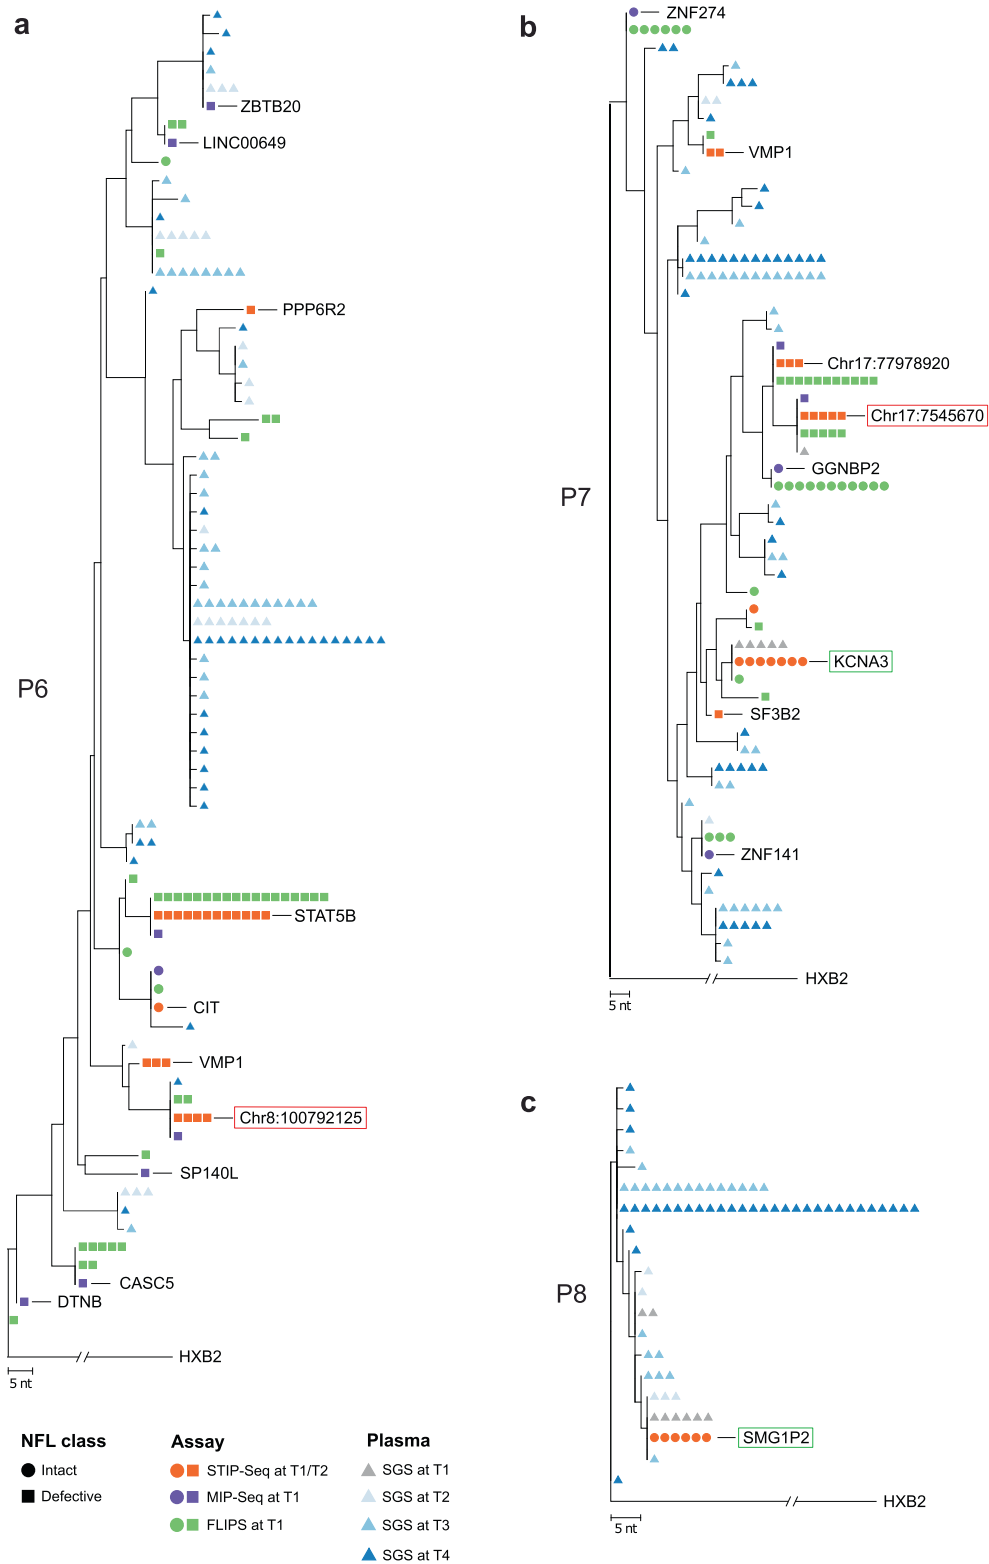 a
ZBTB20
LINC00649
PPP6R2
P6
STAT5B
CIT
VMP1
Chr8:100792125
SP140L
CASC5
DTNB
HXB2
5 nt
b
ZNF274
VMP1
Chr17:77978920
Chr17:7545670
GGNBP2
P7
KCNA3
SF3B2
ZNF141
HXB2
5 nt
c
P8
SMG1P2
HXB2
5 nt
NFL class
Intact
Defective
Assay
STIP-Seq at T1/T2
MIP-Seq at T1
FLIPS at T1
Plasma
SGS at T1
SGS at T2
SGS at T3
SGS at T4